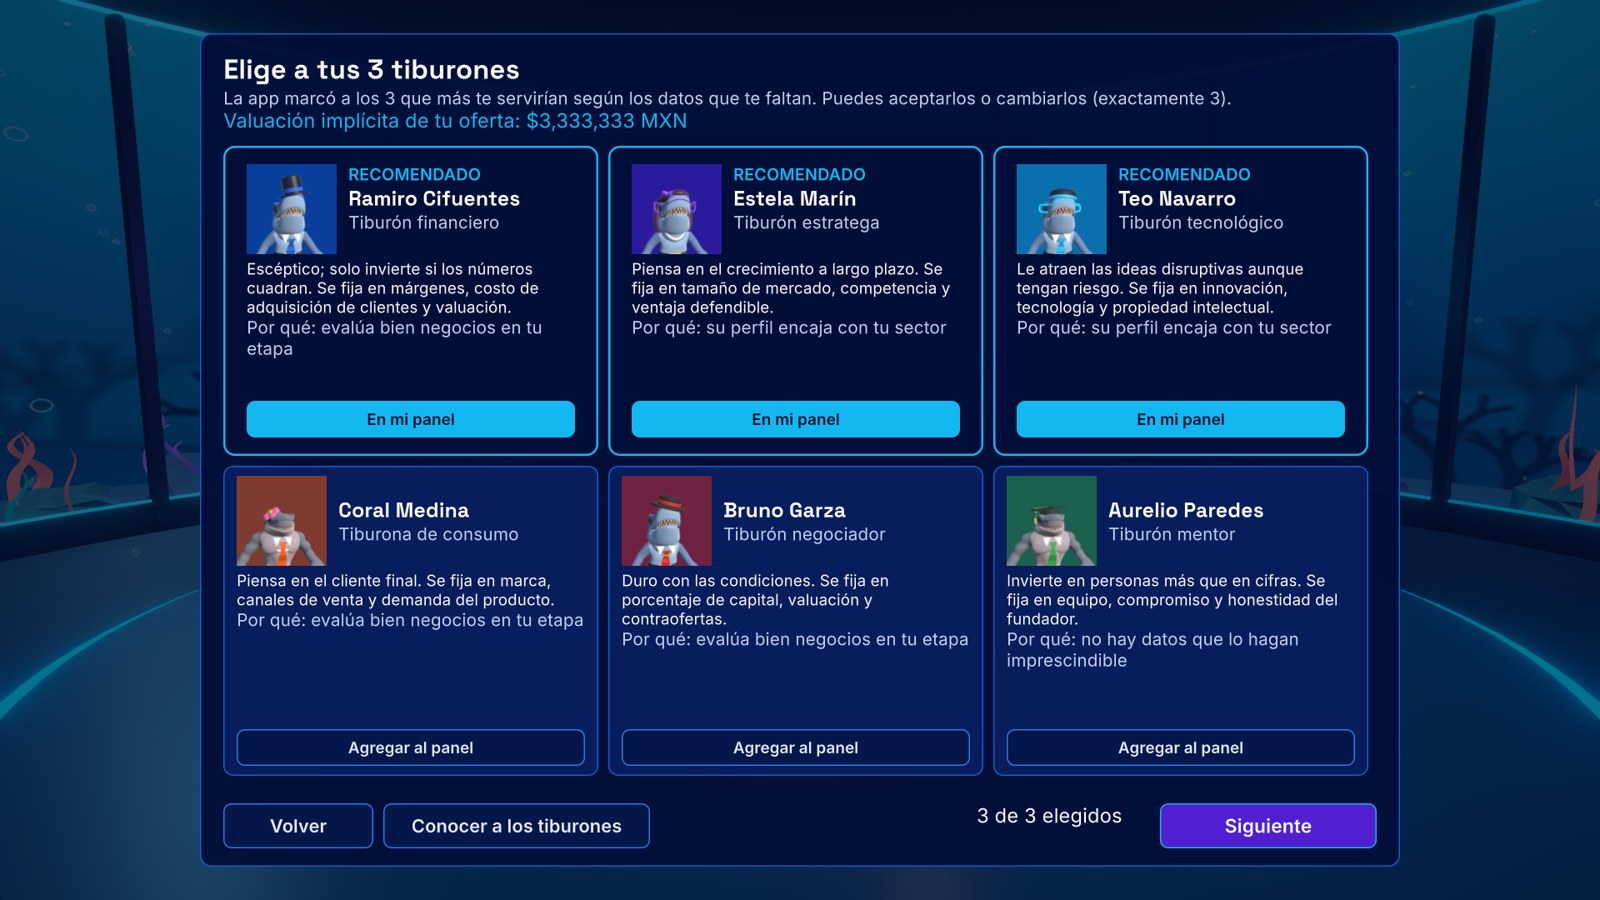 Elige a tus 3 tiburones
La app marcó a los 3 que más te servirían según los datos que te faltan. Puedes aceptarlos o cambiarlos (exactamente 3).
Valuación implícita de tu oferta: $3,333,333 MXN
RECOMENDADO
Ramiro Cifuentes
Tiburón financiero
Escéptico; solo invierte si los números
cuadran. Se fija en márgenes, costo de
adquisición de clientes y valuación.
Por qué: evalúa bien negocios en tu
etapa
En mi panel
RECOMENDADO
Estela Marín
Tiburón estratega
Piensa en el crecimiento a largo plazo. Se
fija en tamaño de mercado, competencia y
ventaja defendible.
Por qué: su perfil encaja con tu sector
En mi panel
RECOMENDADO
Teo Navarro
Tiburón tecnológico
Le atraen las ideas disruptivas aunque
tengan riesgo. Se fija en innovación,
tecnología y propiedad intelectual.
Por qué: su perfil encaja con tu sector
En mi panel
Coral Medina
Tiburona de consumo
Piensa en el cliente final. Se fija en marca,
canales de venta y demanda del producto.
Por qué: evalúa bien negocios en tu etapa
Agregar al panel
Bruno Garza
Tiburón negociador
Duro con las condiciones. Se fija en
porcentaje de capital, valuación y
contraofertas.
Por qué: evalúa bien negocios en tu etapa
Agregar al panel
Aurelio Paredes
Tiburón mentor
Invierte en personas más que en cifras. Se
fija en equipo, compromiso y honestidad del
fundador.
Por qué: no hay datos que lo hagan
imprescindible
Agregar al panel
Volver
Conocer a los tiburones
3 de 3 elegidos
Siguiente